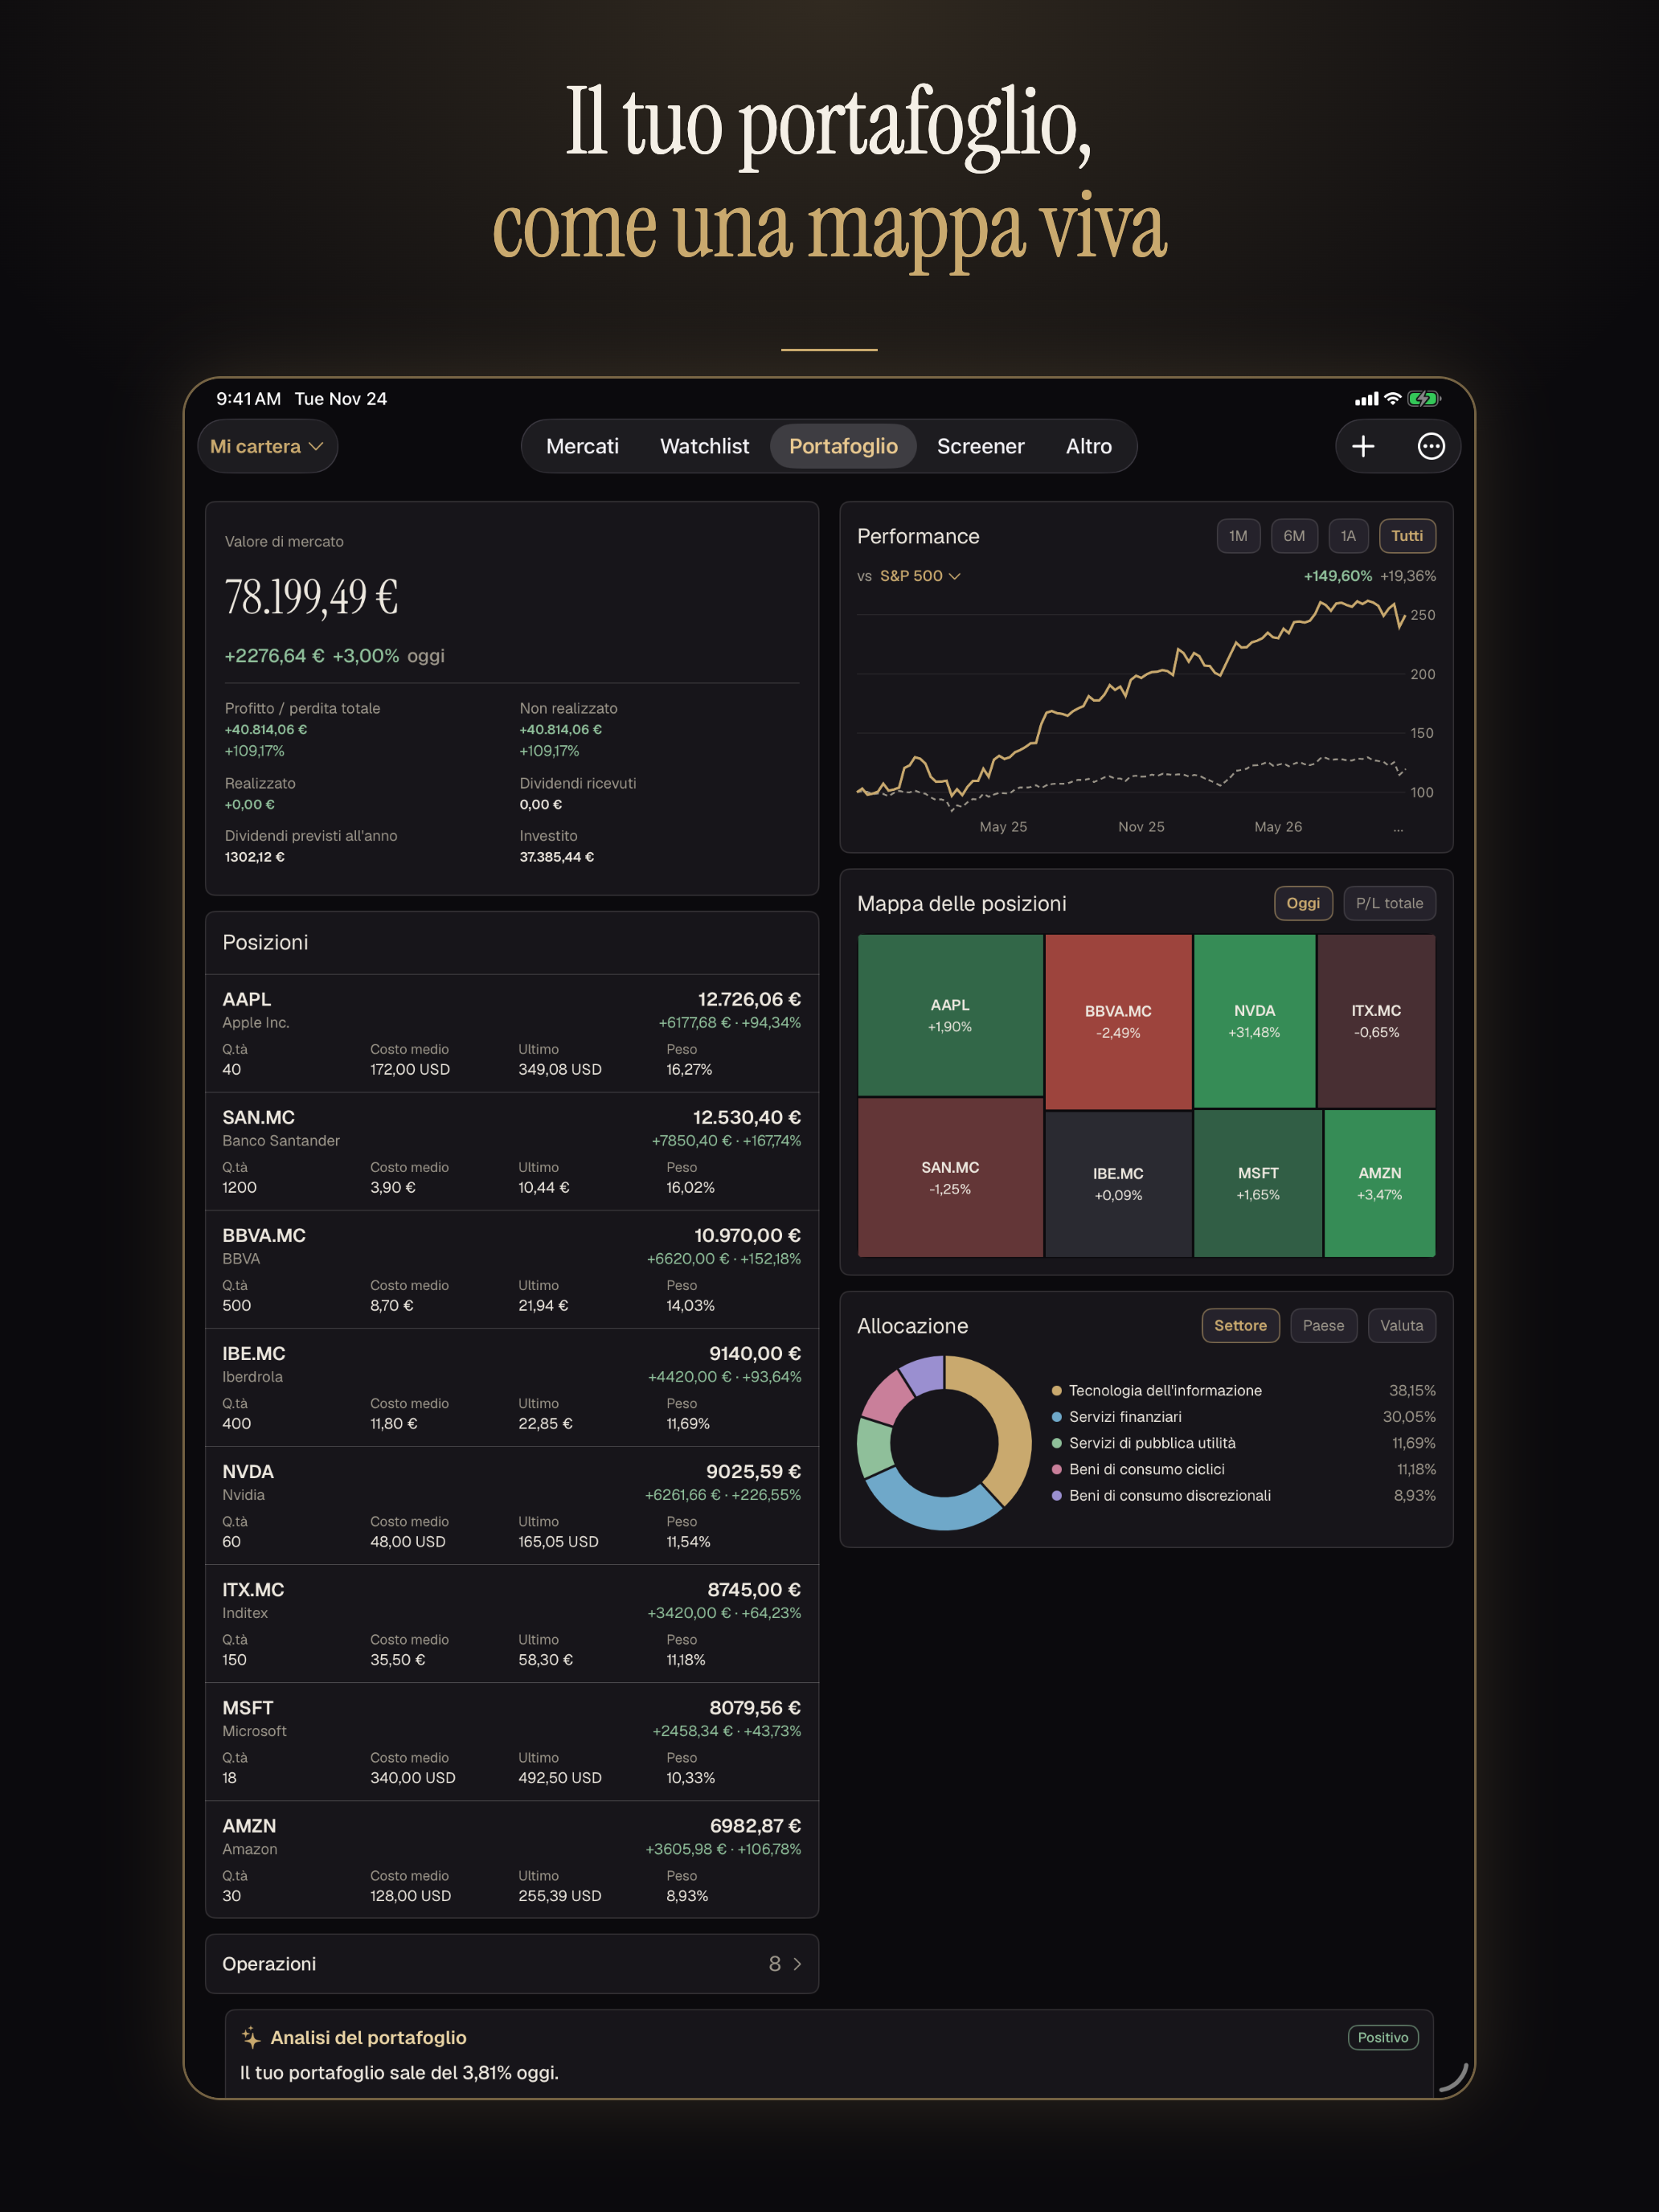 Il tuo portafoglio,
come una mappa viva
9:41 AM Tue Nov 24
Mi cartera
Mercati Watchlist Portafoglio Screener Altro
Valore di mercato
78.199,49 €
+2276,64 € +3,00% oggi
Profitto / perdita totale Non realizzato
+40.814,06 € +40.814,06 €
+109,17% +109,17%
Realizzato Dividendi ricevuti
+0,00 € 0,00 €
Dividendi previsti all'anno Investito
1302,12 € 37.385,44 €
Posizioni
AAPL 12.726,06 €
Apple Inc. +6177,68 € · +94,34%
Q.tà Costo medio Ultimo Peso
40 172,00 USD 349,08 USD 16,27%
SAN.MC 12.530,40 €
Banco Santander +7850,40 € · +167,74%
Q.tà Costo medio Ultimo Peso
1200 3,90 € 10,44 € 16,02%
BBVA.MC 10.970,00 €
BBVA +6620,00 € · +152,18%
Q.tà Costo medio Ultimo Peso
500 8,70 € 21,94 € 14,03%
IBE.MC 9140,00 €
Iberdrola +4420,00 € · +93,64%
Q.tà Costo medio Ultimo Peso
400 11,80 € 22,85 € 11,69%
NVDA 9025,59 €
Nvidia +6261,66 € · +226,55%
Q.tà Costo medio Ultimo Peso
60 48,00 USD 165,05 USD 11,54%
ITX.MC 8745,00 €
Inditex +3420,00 € · +64,23%
Q.tà Costo medio Ultimo Peso
150 35,50 € 58,30 € 11,18%
MSFT 8079,56 €
Microsoft +2458,34 € · +43,73%
Q.tà Costo medio Ultimo Peso
18 340,00 USD 492,50 USD 10,33%
AMZN 6982,87 €
Amazon +3605,98 € · +106,78%
Q.tà Costo medio Ultimo Peso
30 128,00 USD 255,39 USD 8,93%
Operazioni 8
Performance 1M 6M 1A Tutti
vs S&P 500 +149,60% +19,36%
250
200
150
100
May 25 Nov 25 May 26 ...
Mappa delle posizioni Oggi P/L totale
AAPL
+1,90%
BBVA.MC
-2,49%
NVDA
+31,48%
ITX.MC
-0,65%
SAN.MC
-1,25%
IBE.MC
+0,09%
MSFT
+1,65%
AMZN
+3,47%
Allocazione Settore Paese Valuta
Tecnologia dell'informazione 38,15%
Servizi finanziari 30,05%
Servizi di pubblica utilità 11,69%
Beni di consumo ciclici 11,18%
Beni di consumo discrezionali 8,93%
Analisi del portafoglio Positivo
Il tuo portafoglio sale del 3,81% oggi.